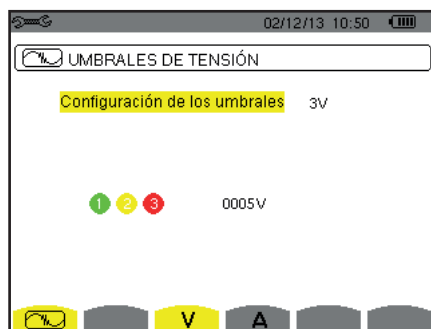 02/12/13 10:50
UMBRALES DE TENSIÓN
Configuración de los umbrales 3V
1 2 3 0005V
V A